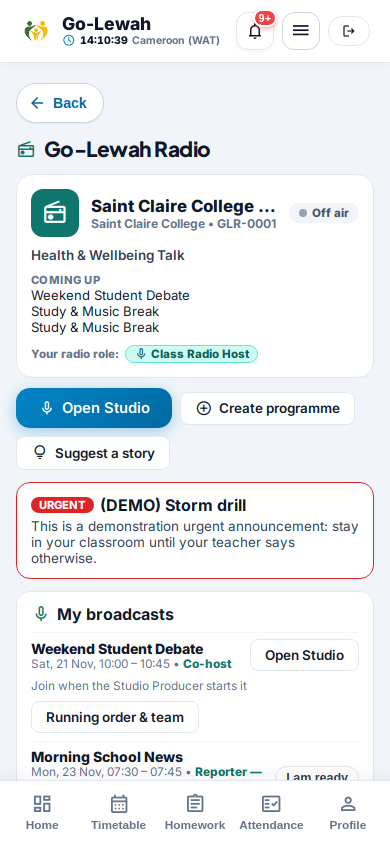 Go-Lewah
14:10:39 Cameroon (WAT)
9+
Back
Go-Lewah Radio
Saint Claire College ...
Saint Claire College • GLR-0001
Off air
Health & Wellbeing Talk
COMING UP
Weekend Student Debate
Study & Music Break
Study & Music Break
Your radio role: Class Radio Host
Open Studio
Create programme
Suggest a story
URGENT (DEMO) Storm drill
This is a demonstration urgent announcement: stay
in your classroom until your teacher says
otherwise.
My broadcasts
Weekend Student Debate
Sat, 21 Nov, 10:00 – 10:45 • Co-host
Open Studio
Join when the Studio Producer starts it
Running order & team
Morning School News
Mon, 23 Nov, 07:30 – 07:45 • Reporter —
I am ready
Home
Timetable
Homework
Attendance
Profile